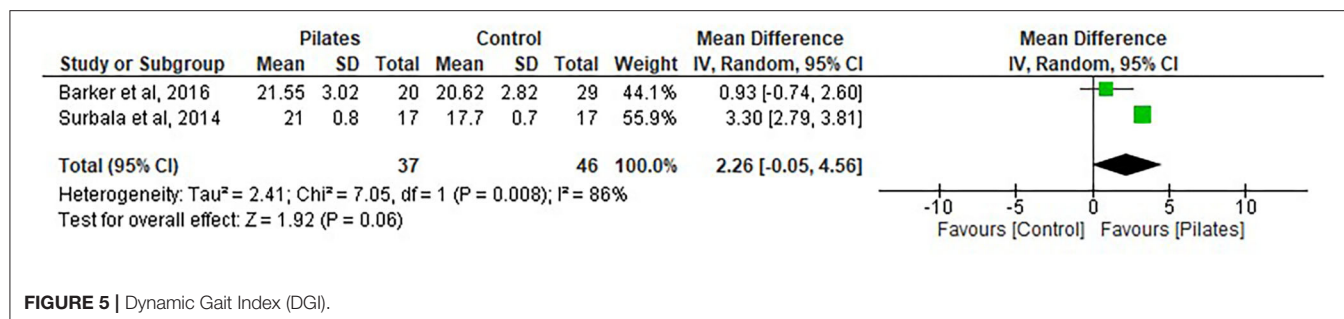 Pilates Control Mean Difference Mean Difference
Study or Subgroup Mean SD Total Mean SD Total Weight IV, Random, 95% CI IV, Random, 95% CI
Barker et al, 2016 21.55 3.02 20 20.62 2.82 29 44.1% 0.93 [-0.74, 2.60]
Surbala et al, 2014 21 0.8 17 17.7 0.7 17 55.9% 3.30 [2.79, 3.81]
Total (95% CI) 37 46 100.0% 2.26 [-0.05, 4.56]
Heterogeneity: Tau² = 2.41; Chi² = 7.05, df = 1 (P = 0.008); I² = 86%
Test for overall effect: Z = 1.92 (P = 0.06)
-10 -5 0 5 10
Favours [Control] Favours [Pilates]
FIGURE 5 | Dynamic Gait Index (DGI).